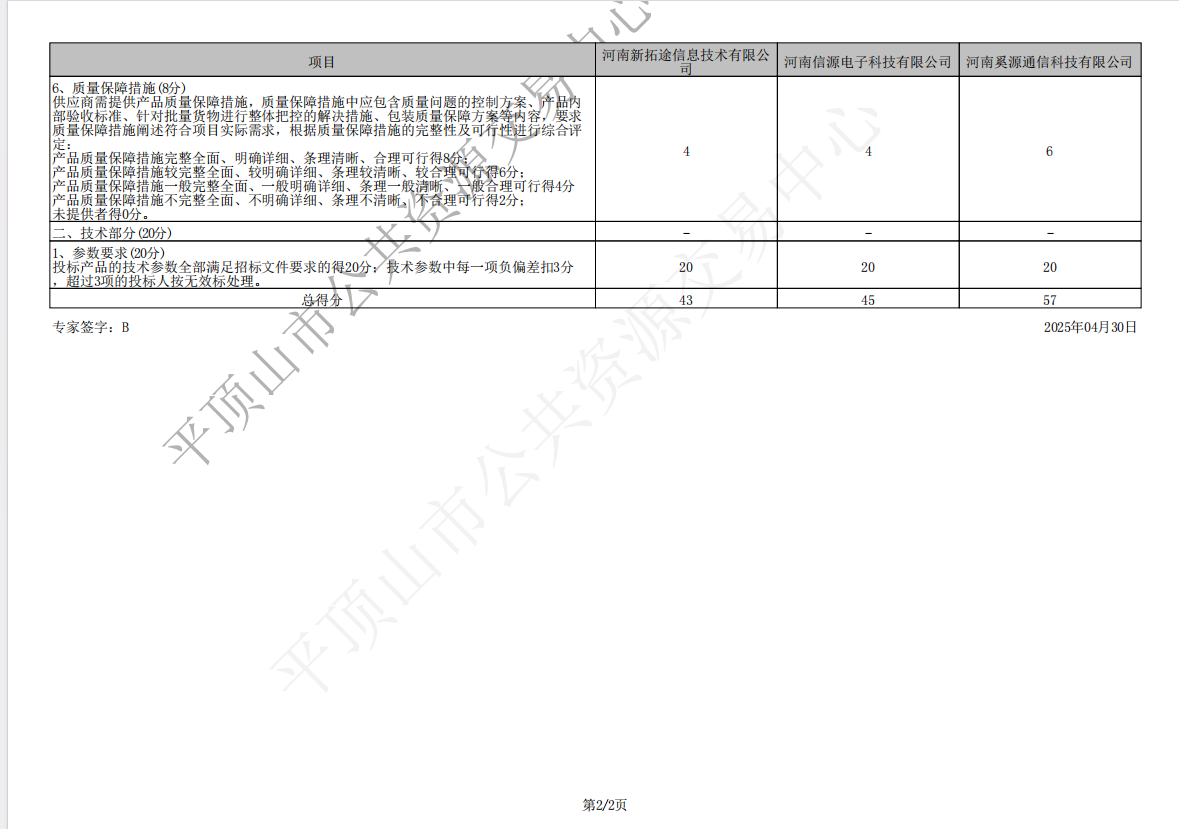 项目
河南新拓途信息技术有限公
司
河南信源电子科技有限公司
河南奚源通信科技有限公司
6、质量保障措施(8分)
供应商需提供产品质量保障措施，质量保障措施中应包含质量问题的控制方案、产品内
部验收标准、针对批量货物进行整体把控的解决措施、包装质量保障方案等内容，要求
质量保障措施阐述符合项目实际需求，根据质量保障措施的完整性及可行性进行综合评
定：
产品质量保障措施完整全面、明确详细、条理清晰、合理可行得8分；
产品质量保障措施较完整全面、较明确详细、条理较清晰、较合理可行得6分；
产品质量保障措施一般完整全面、一般明确详细、条理一般清晰、一般合理可行得4分
产品质量保障措施不完整全面、不明确详细、条理不清晰、不合理可行得2分；
未提供者得0分。
4
4
6
二、技术部分(20分)
—
—
—
1、参数要求(20分)
投标产品的技术参数全部满足招标文件要求的得20分；技术参数中每一项负偏差扣3分
，超过3项的投标人按无效标处理。
20
20
20
总得分
43
45
57
专家签字：B
2025年04月30日
平顶山市公共资源交易中心
平顶山市公共资源交易中心
第2/2页